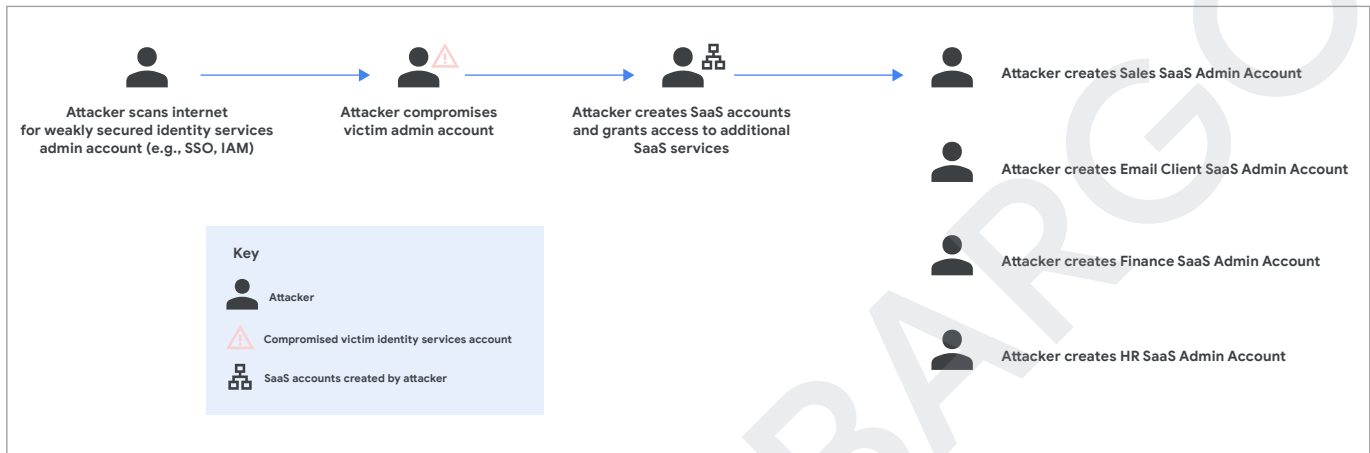 Attacker scans internet
for weakly secured identity services
admin account (e.g., SSO, IAM)
Attacker compromises
victim admin account
Attacker creates SaaS accounts
and grants access to additional
SaaS services
Attacker creates Sales SaaS Admin Account
Attacker creates Email Client SaaS Admin Account
Attacker creates Finance SaaS Admin Account
Attacker creates HR SaaS Admin Account
Key
Attacker
Compromised victim identity services account
SaaS accounts created by attacker
BARGO